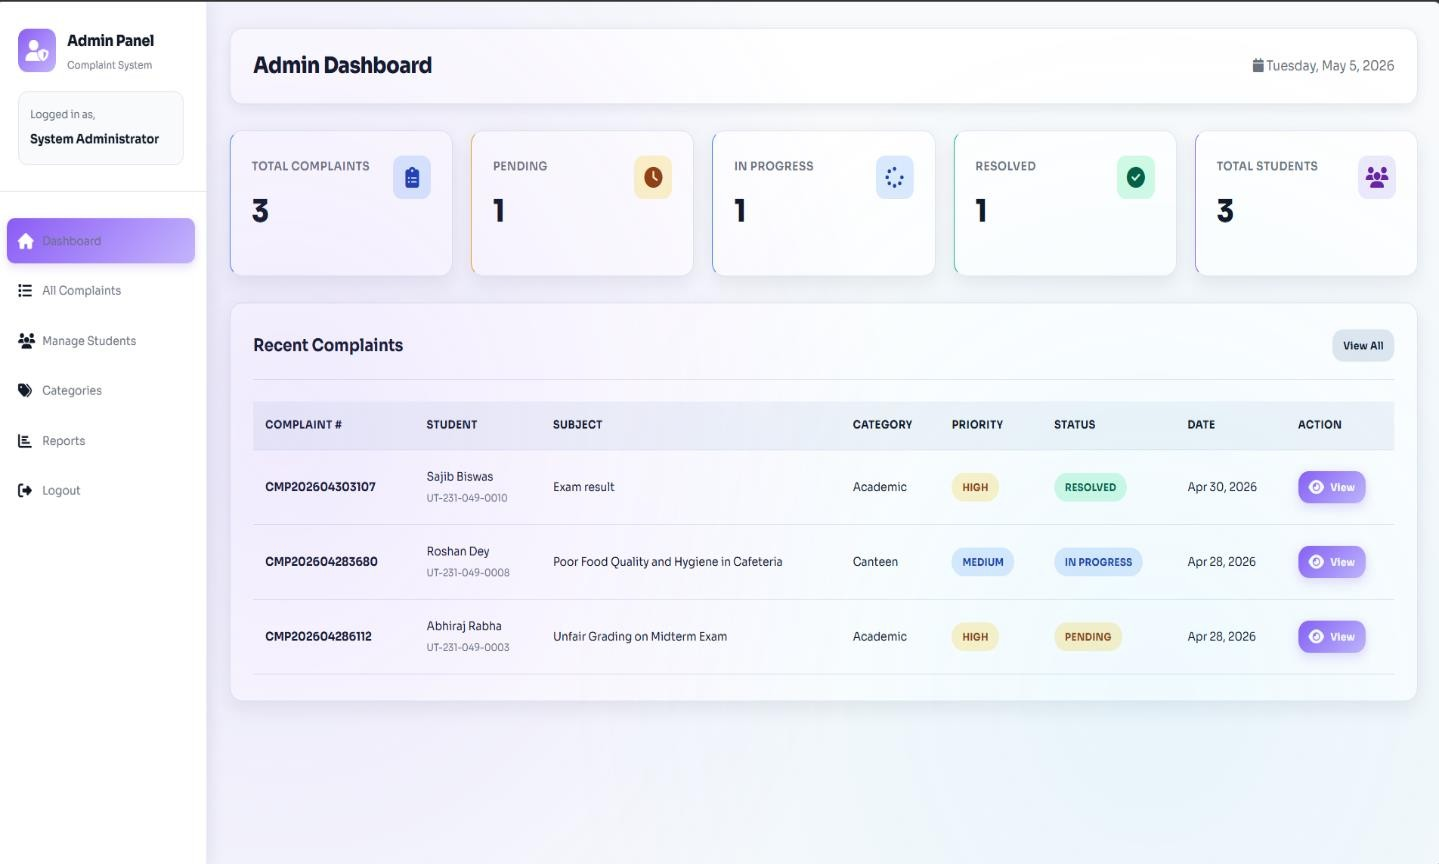 Admin Panel
Complaint System
Logged in as,
System Administrator
Dashboard
All Complaints
Manage Students
Categories
Reports
Logout
Admin Dashboard
Tuesday, May 5, 2026
TOTAL COMPLAINTS
3
PENDING
1
IN PROGRESS
1
RESOLVED
1
TOTAL STUDENTS
3
Recent Complaints
View All
COMPLAINT # STUDENT SUBJECT CATEGORY PRIORITY STATUS DATE ACTION
CMP202604303107 Sajib Biswas Exam result Academic HIGH RESOLVED Apr 30, 2026 View
UT-231-049-0010
CMP202604283680 Roshan Dey Poor Food Quality and Hygiene in Cafeteria Canteen MEDIUM IN PROGRESS Apr 28, 2026 View
UT-231-049-0008
CMP202604286112 Abhiraj Rabha Unfair Grading on Midterm Exam Academic HIGH PENDING Apr 28, 2026 View
UT-231-049-0003